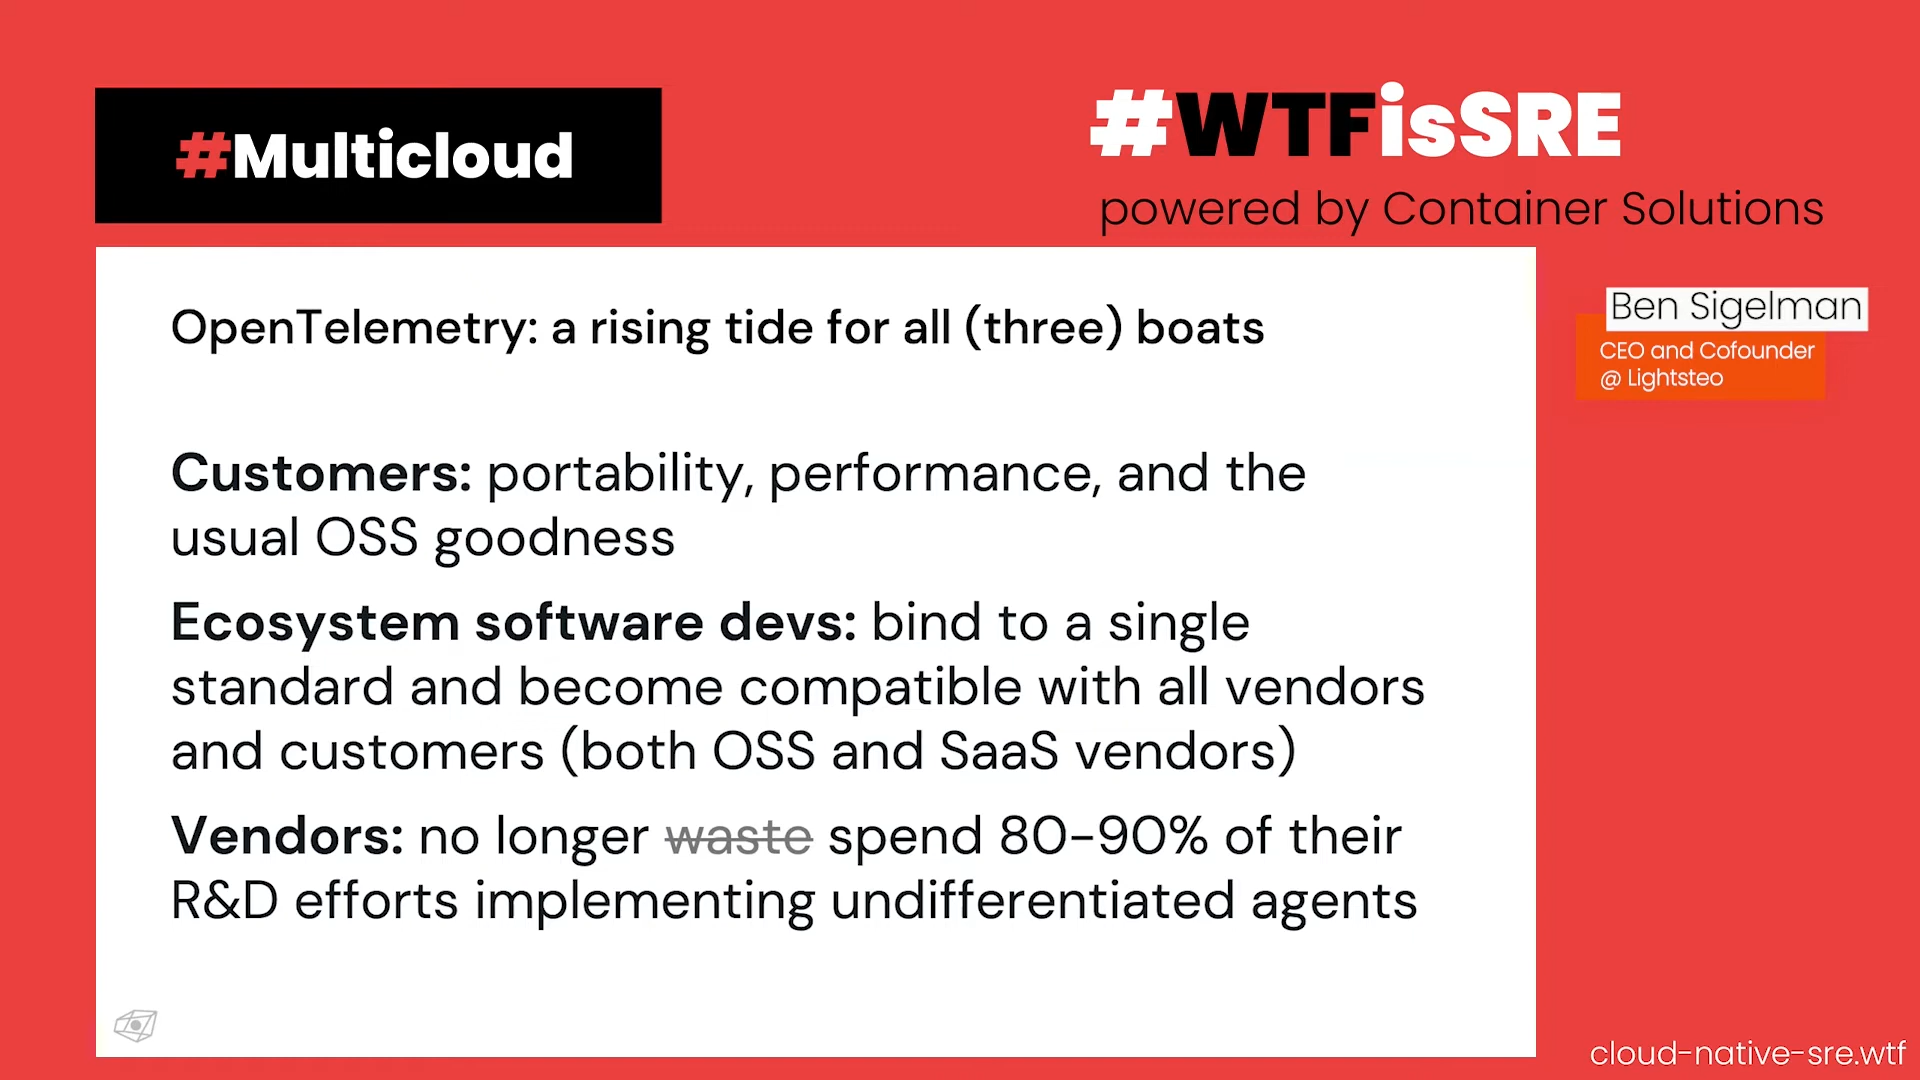 #Multicloud
#WTFisSRE
powered by Container Solutions
OpenTelemetry: a rising tide for all (three) boats
Customers: portability, performance, and the
usual OSS goodness
Ecosystem software devs: bind to a single
standard and become compatible with all vendors
and customers (both OSS and SaaS vendors)
Vendors: no longer waste spend 80-90% of their
R&D efforts implementing undifferentiated agents
Ben Sigelman
CEO and Cofounder
@ Lightsteo
cloud-native-sre.wtf